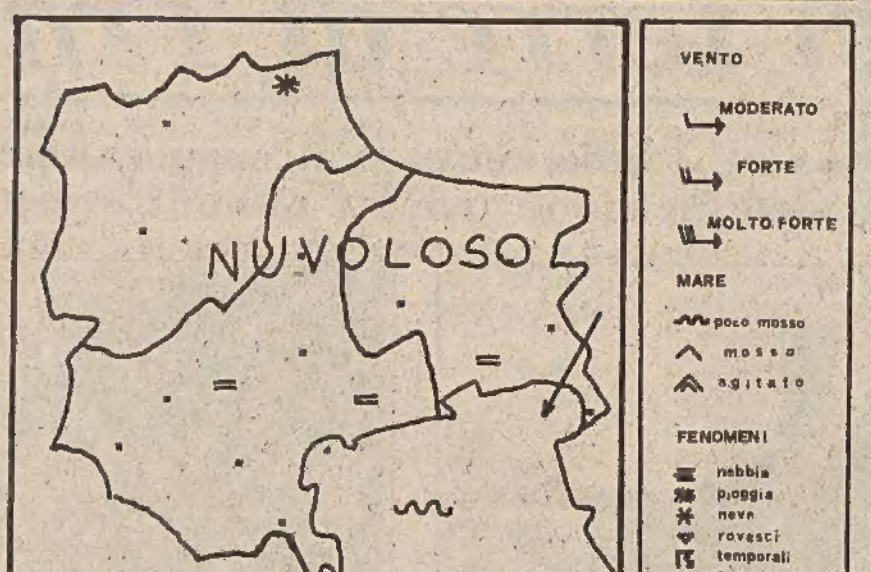 NUVOLOSO
VENTO
MODERATO
FORTE
MOLTO FORTE
MARE
poco mosso
mosso
agitato
FENOMENI
nebbia
pioggia
neve
rovesci
temporali